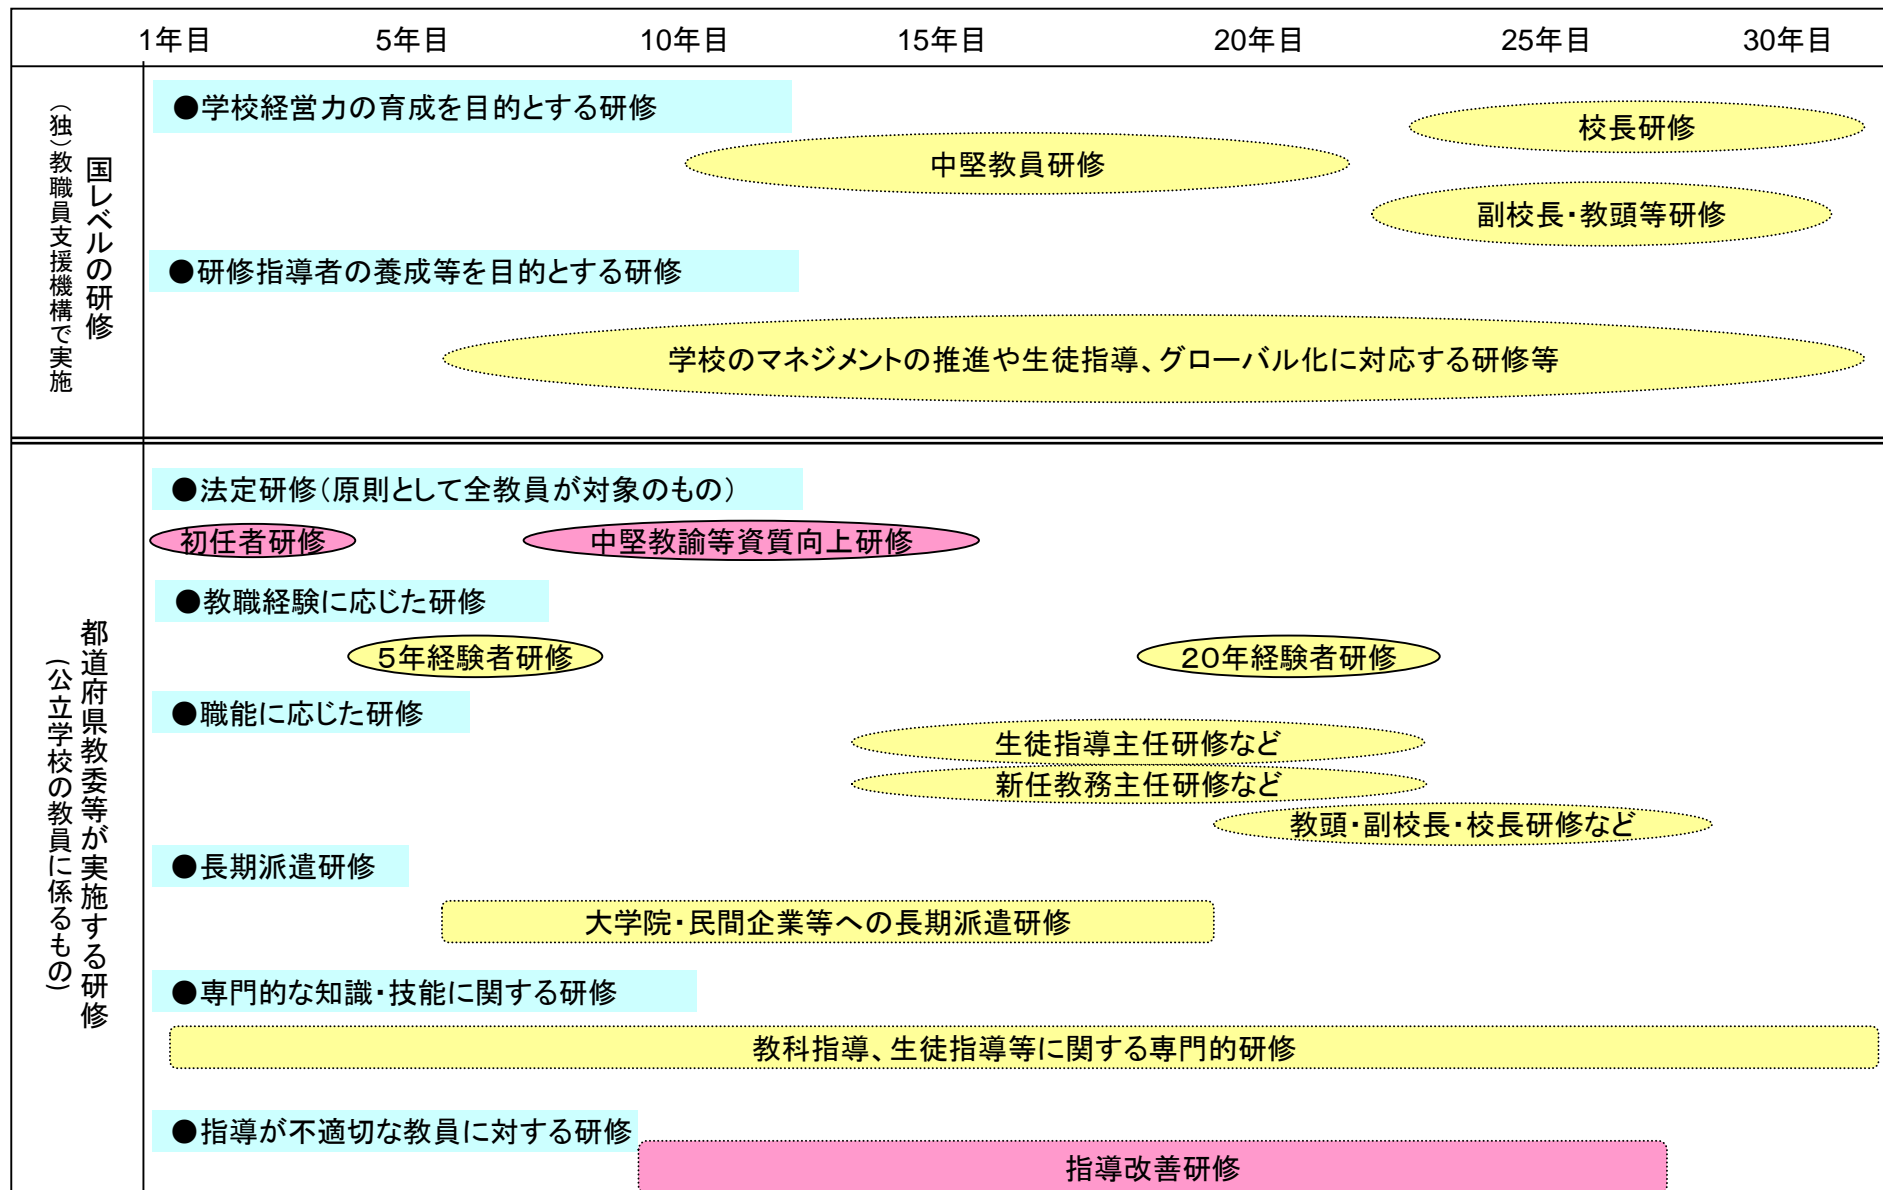 1年目 5年目 10年目 15年目 20年目 25年目 30年目
国レベルの研修
（独）教職員支援機構で実施
●学校経営力の育成を目的とする研修
校長研修
中堅教員研修
副校長・教頭等研修
●研修指導者の養成等を目的とする研修
学校のマネジメントの推進や生徒指導、グローバル化に対応する研修等
都道府県教委等が実施する研修
（公立学校の教員に係るもの）
●法定研修（原則として全教員が対象のもの）
初任者研修 中堅教諭等資質向上研修
●教職経験に応じた研修
5年経験者研修 20年経験者研修
●職能に応じた研修
生徒指導主任研修など
新任教務主任研修など
教頭・副校長・校長研修など
●長期派遣研修
大学院・民間企業等への長期派遣研修
●専門的な知識・技能に関する研修
教科指導、生徒指導等に関する専門的研修
●指導が不適切な教員に対する研修
指導改善研修